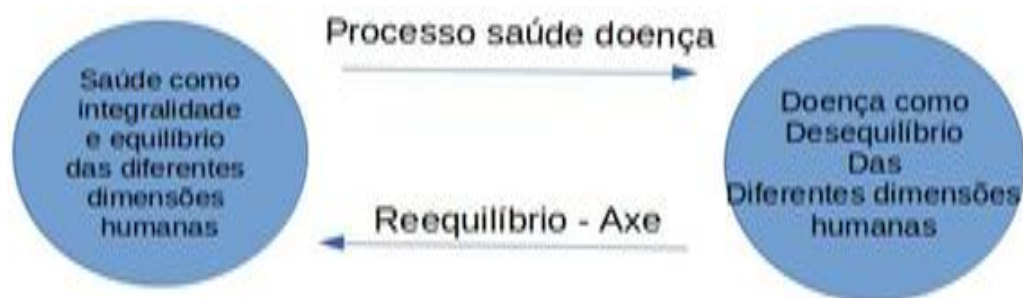 Processo saúde doença
Saúde como
integralidade
e equilíbrio
das diferentes
dimensões
humanas
Doença como
Desequilíbrio
Das
Diferentes dimensões
humanas
Reequilíbrio - Axe